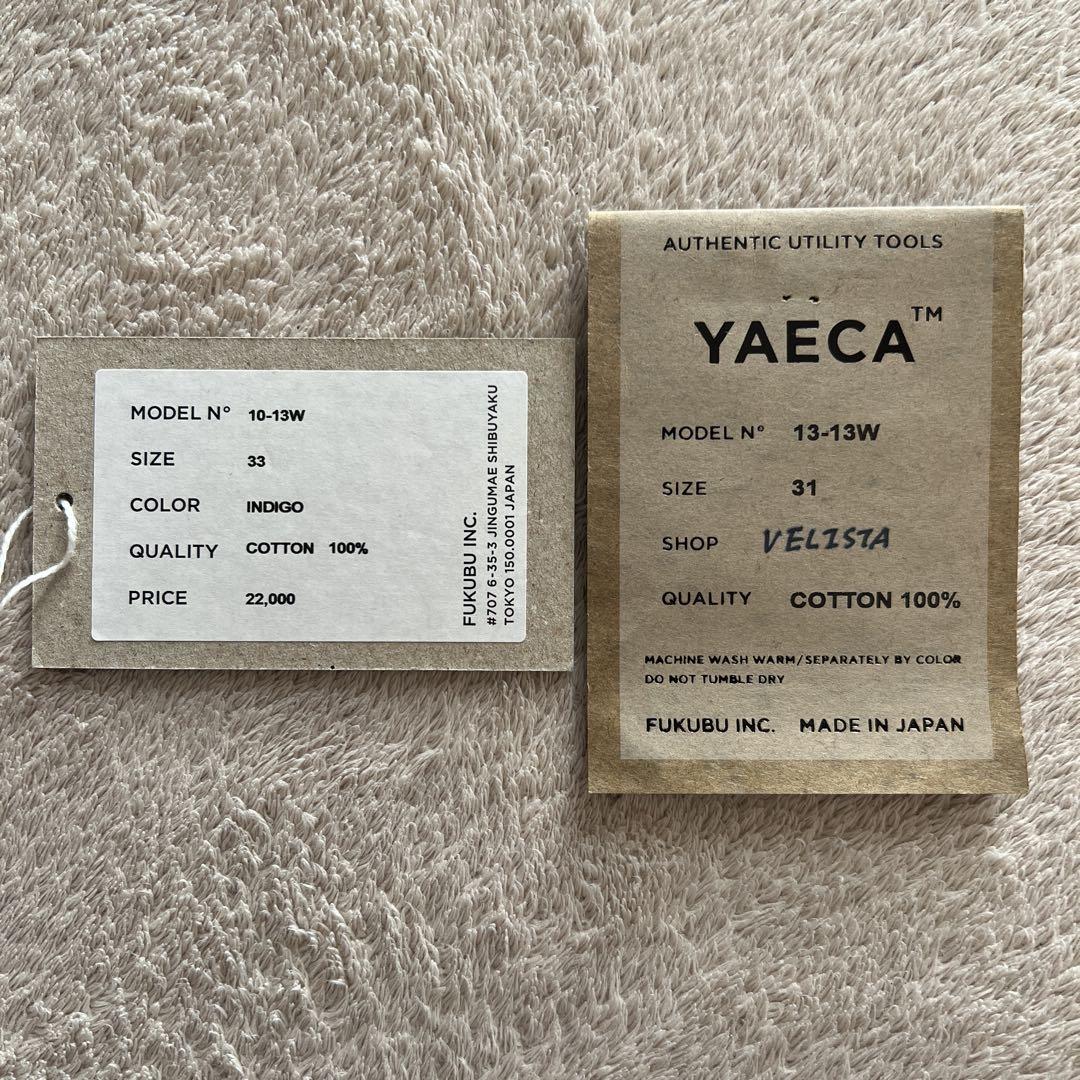 MODEL N° 10-13W
SIZE 33
COLOR INDIGO
QUALITY COTTON 100%
PRICE 22,000
FUKUBU INC.
#707 6-35-3 JINGUMAE SHIBUYAKU
TOKYO 150.0001 JAPAN
AUTHENTIC UTILITY TOOLS
YAECA™
MODEL N° 13-13W
SIZE 31
SHOP VELISTA
QUALITY COTTON 100%
MACHINE WASH WARM/SEPARATELY BY COLOR
DO NOT TUMBLE DRY
FUKUBU INC. MADE IN JAPAN